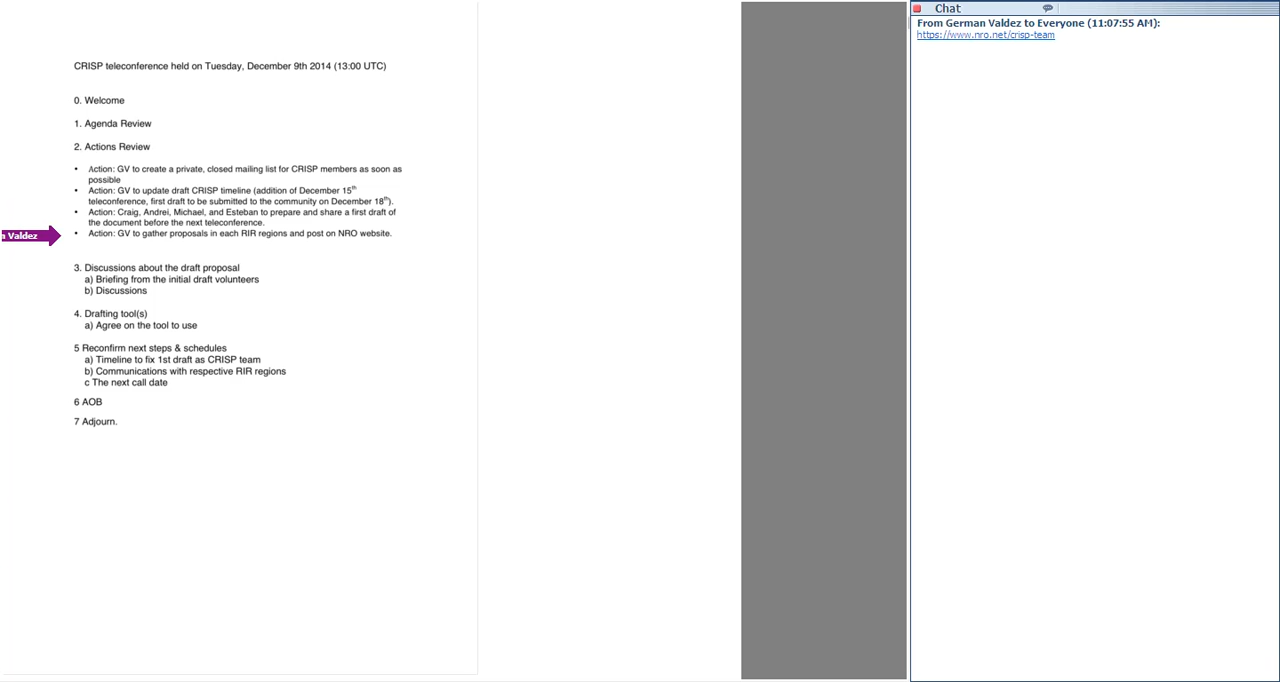 CRISP teleconference held on Tuesday, December 9th 2014 (13:00 UTC)
0. Welcome
1. Agenda Review
2. Actions Review
• Action: GV to create a private, closed mailing list for CRISP members as soon as
possible
• Action: GV to update draft CRISP timeline (addition of December 15th
teleconference, first draft to be submitted to the community on December 18th).
• Action: Craig, Andrei, Michael, and Esteban to prepare and share a first draft of
the document before the next teleconference.
• Action: GV to gather proposals in each RIR regions and post on NRO website.
n Valdez
3. Discussions about the draft proposal
a) Briefing from the initial draft volunteers
b) Discussions
4. Drafting tool(s)
a) Agree on the tool to use
5 Reconfirm next steps & schedules
a) Timeline to fix 1st draft as CRISP team
b) Communications with respective RIR regions
c The next call date
6 AOB
7 Adjourn.
Chat
From German Valdez to Everyone (11:07:55 AM):
https://www.nro.net/crisp-team